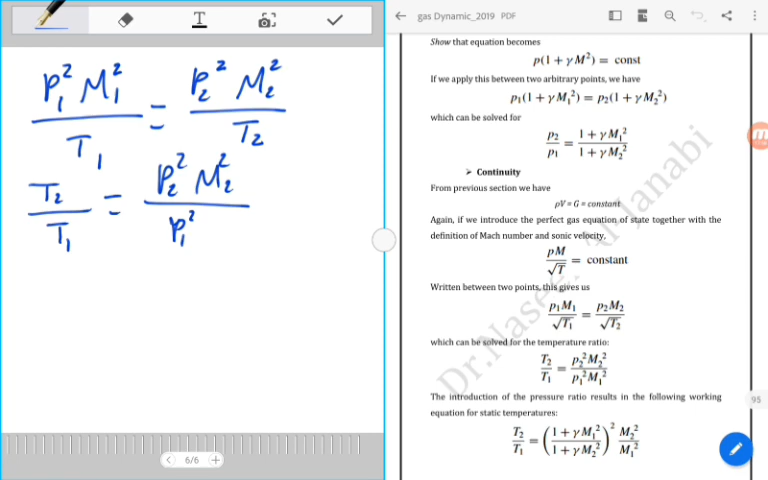 T
p₁² M₁² / T₁ = p₂² M₂² / T₂
T₂ / T₁ = p₂² M₂² / p₁²
6/6
gas Dynamic_2019 PDF
Show that equation becomes
p(1 + γM²) = const
If we apply this between two arbitrary points, we have
p₁(1 + γM₁²) = p₂(1 + γM₂²)
which can be solved for
p₂ / p₁ = (1 + γM₁²) / (1 + γM₂²)
➢ Continuity
From previous section we have
ρV = G = constant
Again, if we introduce the perfect gas equation of state together with the
definition of Mach number and sonic velocity,
pM / √T = constant
Written between two points, this gives us
p₁M₁ / √T₁ = p₂M₂ / √T₂
which can be solved for the temperature ratio:
T₂ / T₁ = p₂²M₂² / p₁²M₁²
The introduction of the pressure ratio results in the following working
equation for static temperatures:
T₂ / T₁ = ((1 + γM₁²) / (1 + γM₂²))² M₂² / M₁²
95